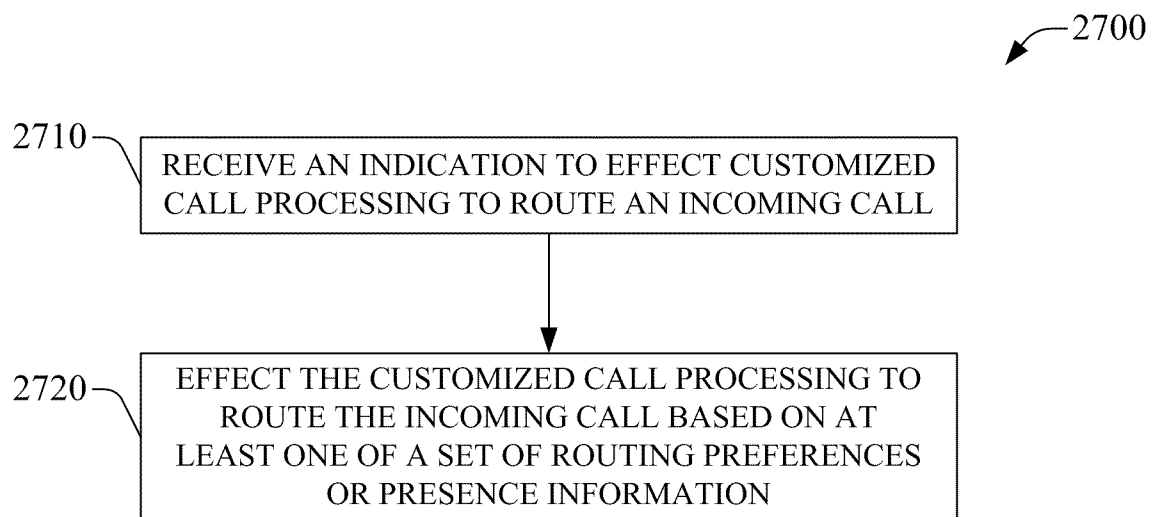 2700
2710
RECEIVE AN INDICATION TO EFFECT CUSTOMIZED
CALL PROCESSING TO ROUTE AN INCOMING CALL
2720
EFFECT THE CUSTOMIZED CALL PROCESSING TO
ROUTE THE INCOMING CALL BASED ON AT
LEAST ONE OF A SET OF ROUTING PREFERENCES
OR PRESENCE INFORMATION